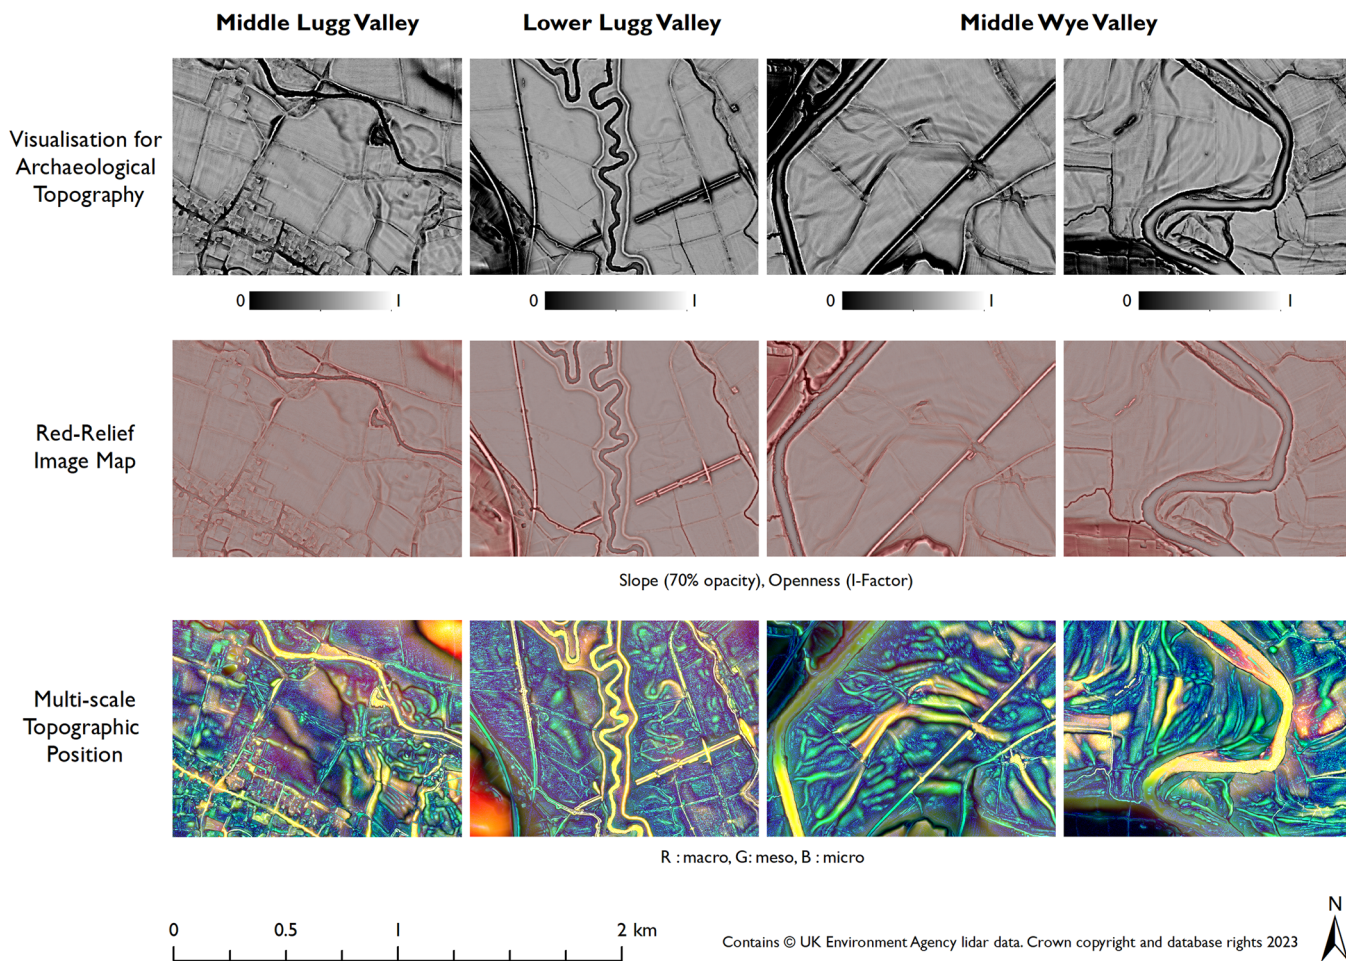 Middle Lugg Valley
Lower Lugg Valley
Middle Wye Valley
Visualisation for
Archaeological
Topography
0 1
0 1
0 1
0 1
Red-Relief
Image Map
Slope (70% opacity), Openness (I-Factor)
Multi-scale
Topographic
Position
R : macro, G: meso, B : micro
0 0.5 1 2 km
Contains © UK Environment Agency lidar data. Crown copyright and database rights 2023
N